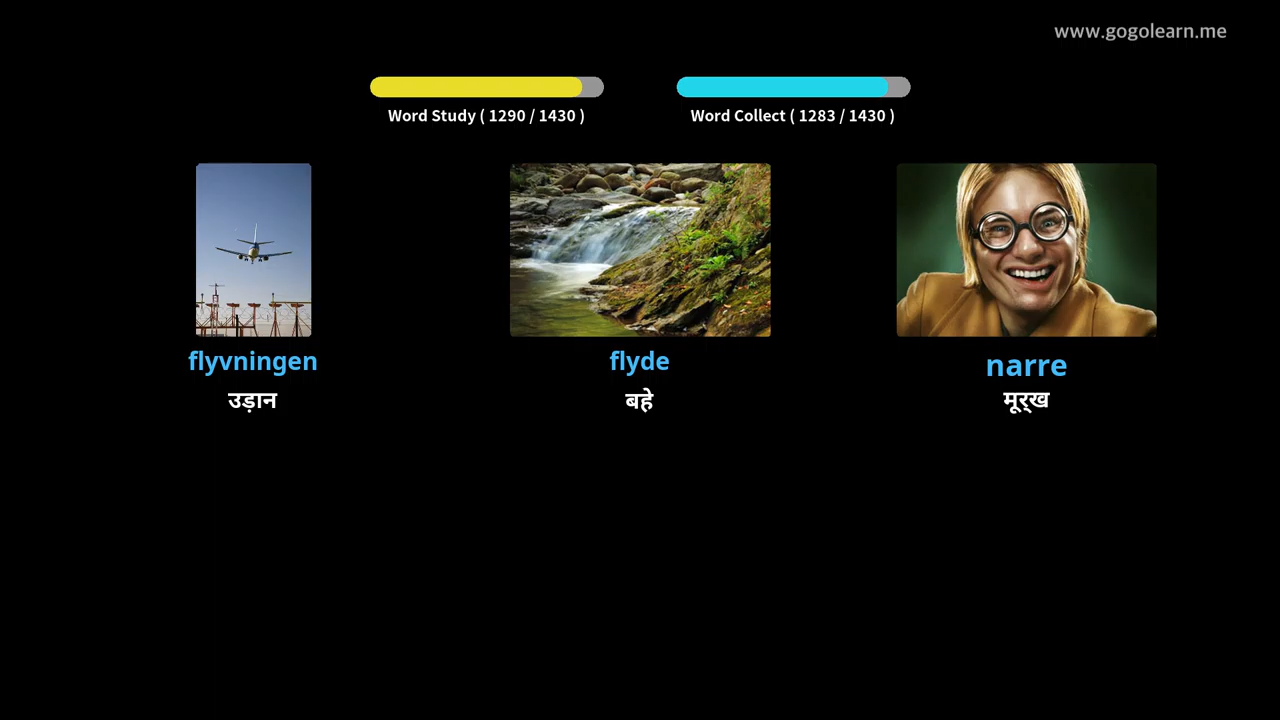 www.gogolearn.me
Word Study ( 1290 / 1430 )
Word Collect ( 1283 / 1430 )
flyvningen
flyde
narre
उड़ान
बहे
मूर्ख